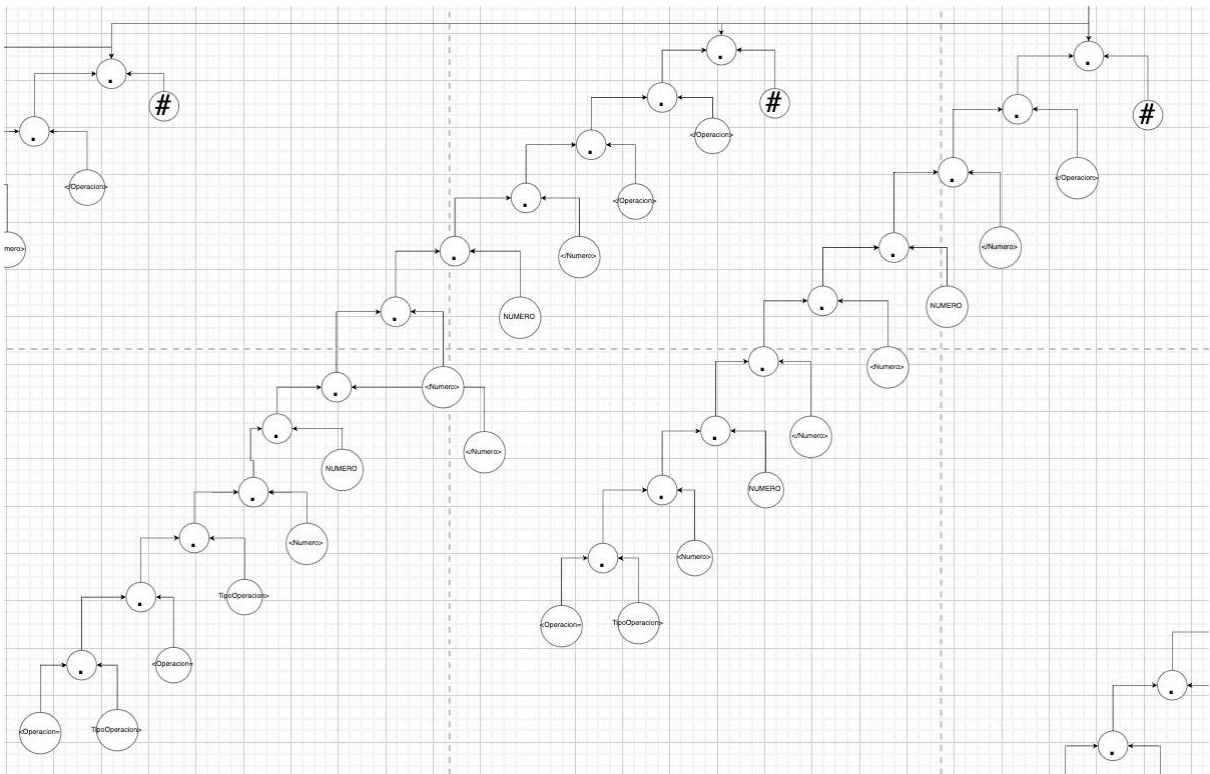 .
.
#
</Operacion>
mero>
.
.
#
</Operacion>
.
</Operacion>
.
</Numero>
.
NUMERO
.
<Numero>
.
</Numero>
.
NUMERO
.
<Numero>
.
TipoOperacion>
.
<Operacion=
.
<Operacion=
TipoOperacion>
.
#
.
</Operacion>
.
</Numero>
.
NUMERO
.
<Numero>
.
</Numero>
.
NUMERO
.
<Numero>
.
<Operacion=
TipoOperacion>
.
.